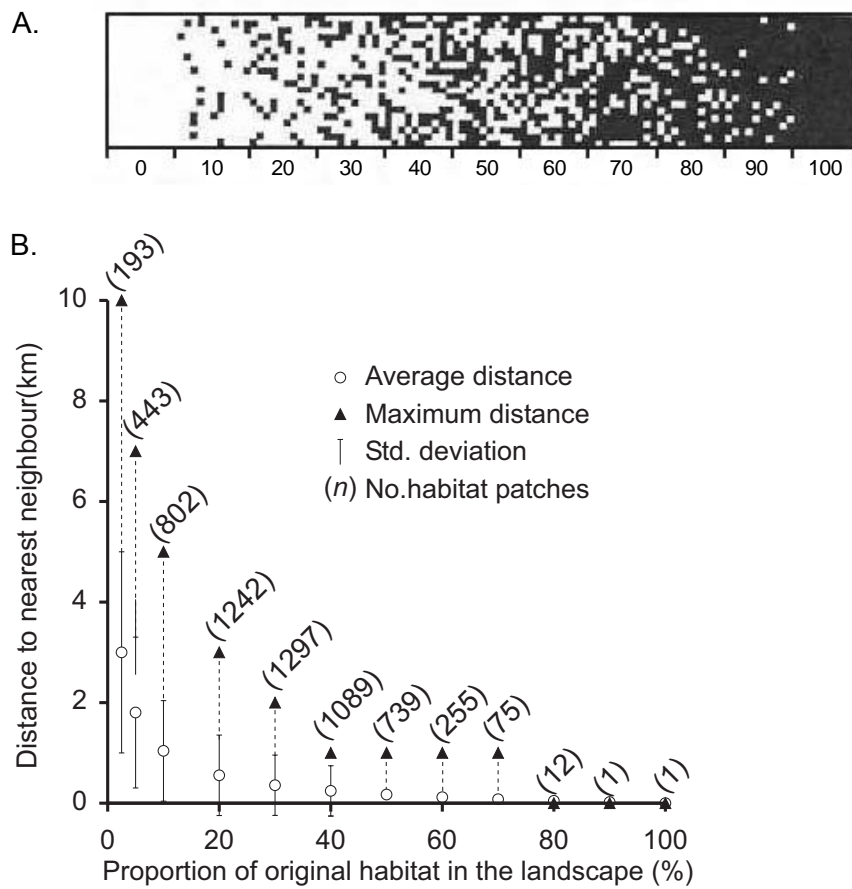 A.
0 10 20 30 40 50 60 70 80 90 100
B.
(193)
(443)
(802)
(1242)
(1297)
(1089)
(739)
(255)
(75)
(12)
(1)
(1)
Average distance
Maximum distance
Std. deviation
(n) No.habitat patches
Distance to nearest neighbour(km)
10
8
6
4
2
0
0 20 40 60 80 100
Proportion of original habitat in the landscape (%)